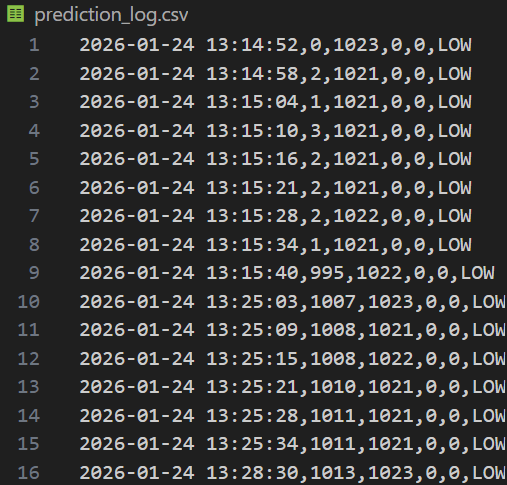 prediction_log.csv
1 2026-01-24 13:14:52,0,1023,0,0,LOW
2 2026-01-24 13:14:58,2,1021,0,0,LOW
3 2026-01-24 13:15:04,1,1021,0,0,LOW
4 2026-01-24 13:15:10,3,1021,0,0,LOW
5 2026-01-24 13:15:16,2,1021,0,0,LOW
6 2026-01-24 13:15:21,2,1021,0,0,LOW
7 2026-01-24 13:15:28,2,1022,0,0,LOW
8 2026-01-24 13:15:34,1,1021,0,0,LOW
9 2026-01-24 13:15:40,995,1022,0,0,LOW
10 2026-01-24 13:25:03,1007,1023,0,0,LOW
11 2026-01-24 13:25:09,1008,1021,0,0,LOW
12 2026-01-24 13:25:15,1008,1022,0,0,LOW
13 2026-01-24 13:25:21,1010,1021,0,0,LOW
14 2026-01-24 13:25:28,1011,1021,0,0,LOW
15 2026-01-24 13:25:34,1011,1021,0,0,LOW
16 2026-01-24 13:28:30,1013,1023,0,0,LOW